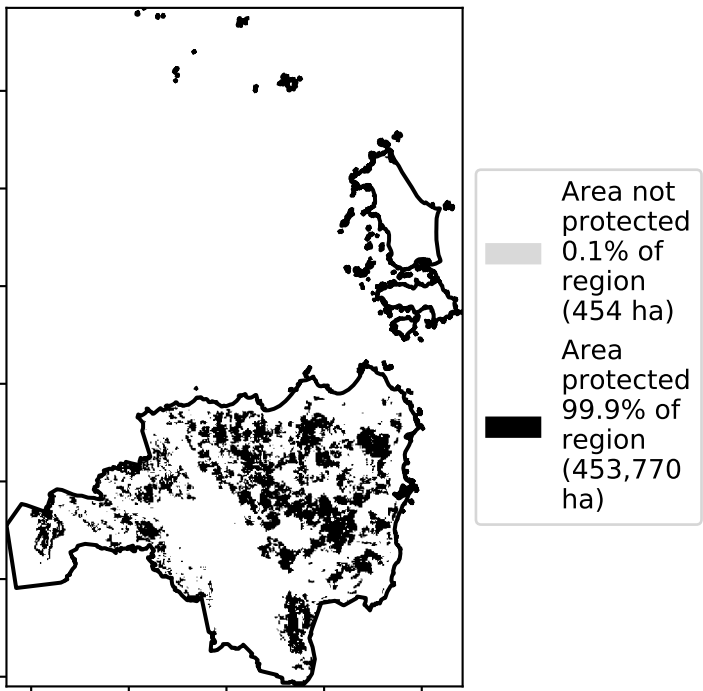 Area not
protected
0.1% of
region
(454 ha)
Area
protected
99.9% of
region
(453,770
ha)